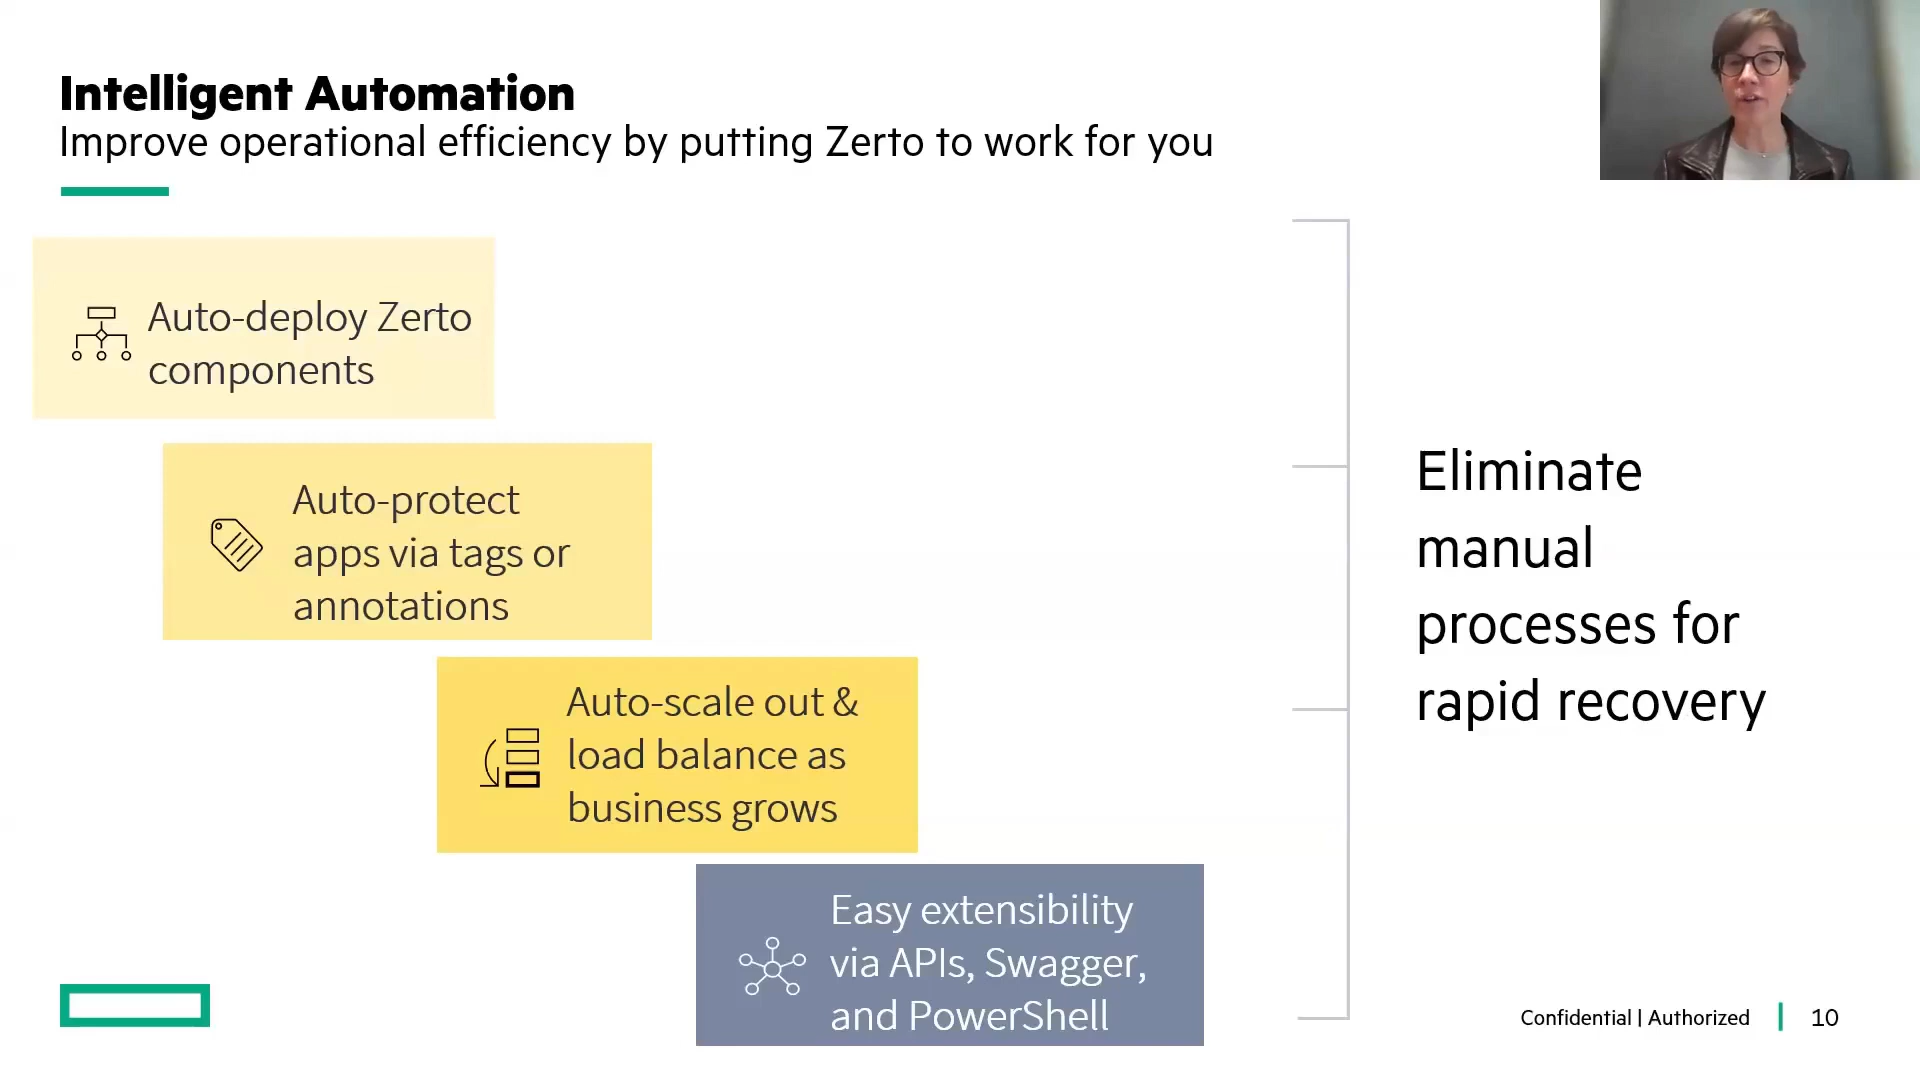 Intelligent Automation
Improve operational efficiency by putting Zerto to work for you
Auto-deploy Zerto
components
Auto-protect
apps via tags or
annotations
Auto-scale out &
load balance as
business grows
Easy extensibility
via APIs, Swagger,
and PowerShell
Eliminate
manual
processes for
rapid recovery
Confidential | Authorized
10